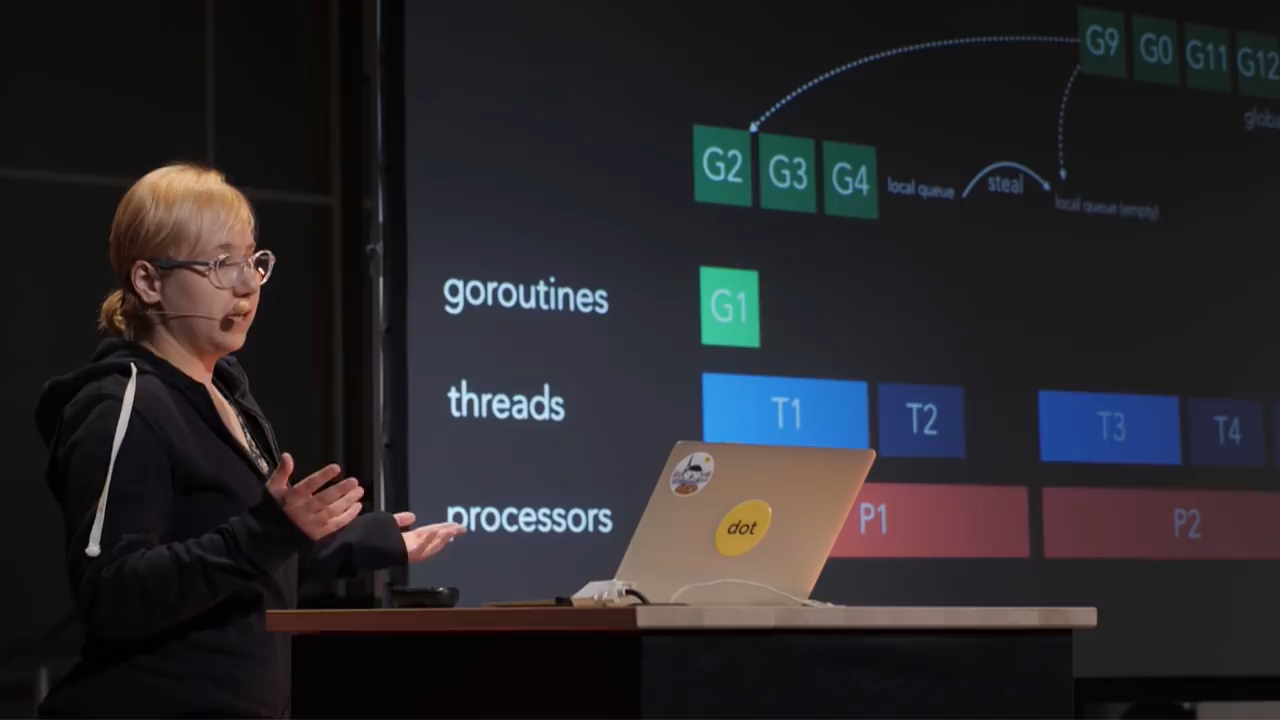 G9 G0 G11 G12
G2 G3 G4
local queue
steal
local queue (empty)
goroutines
G1
threads
T1 T2 T3 T4
processors
P1 P2
dot